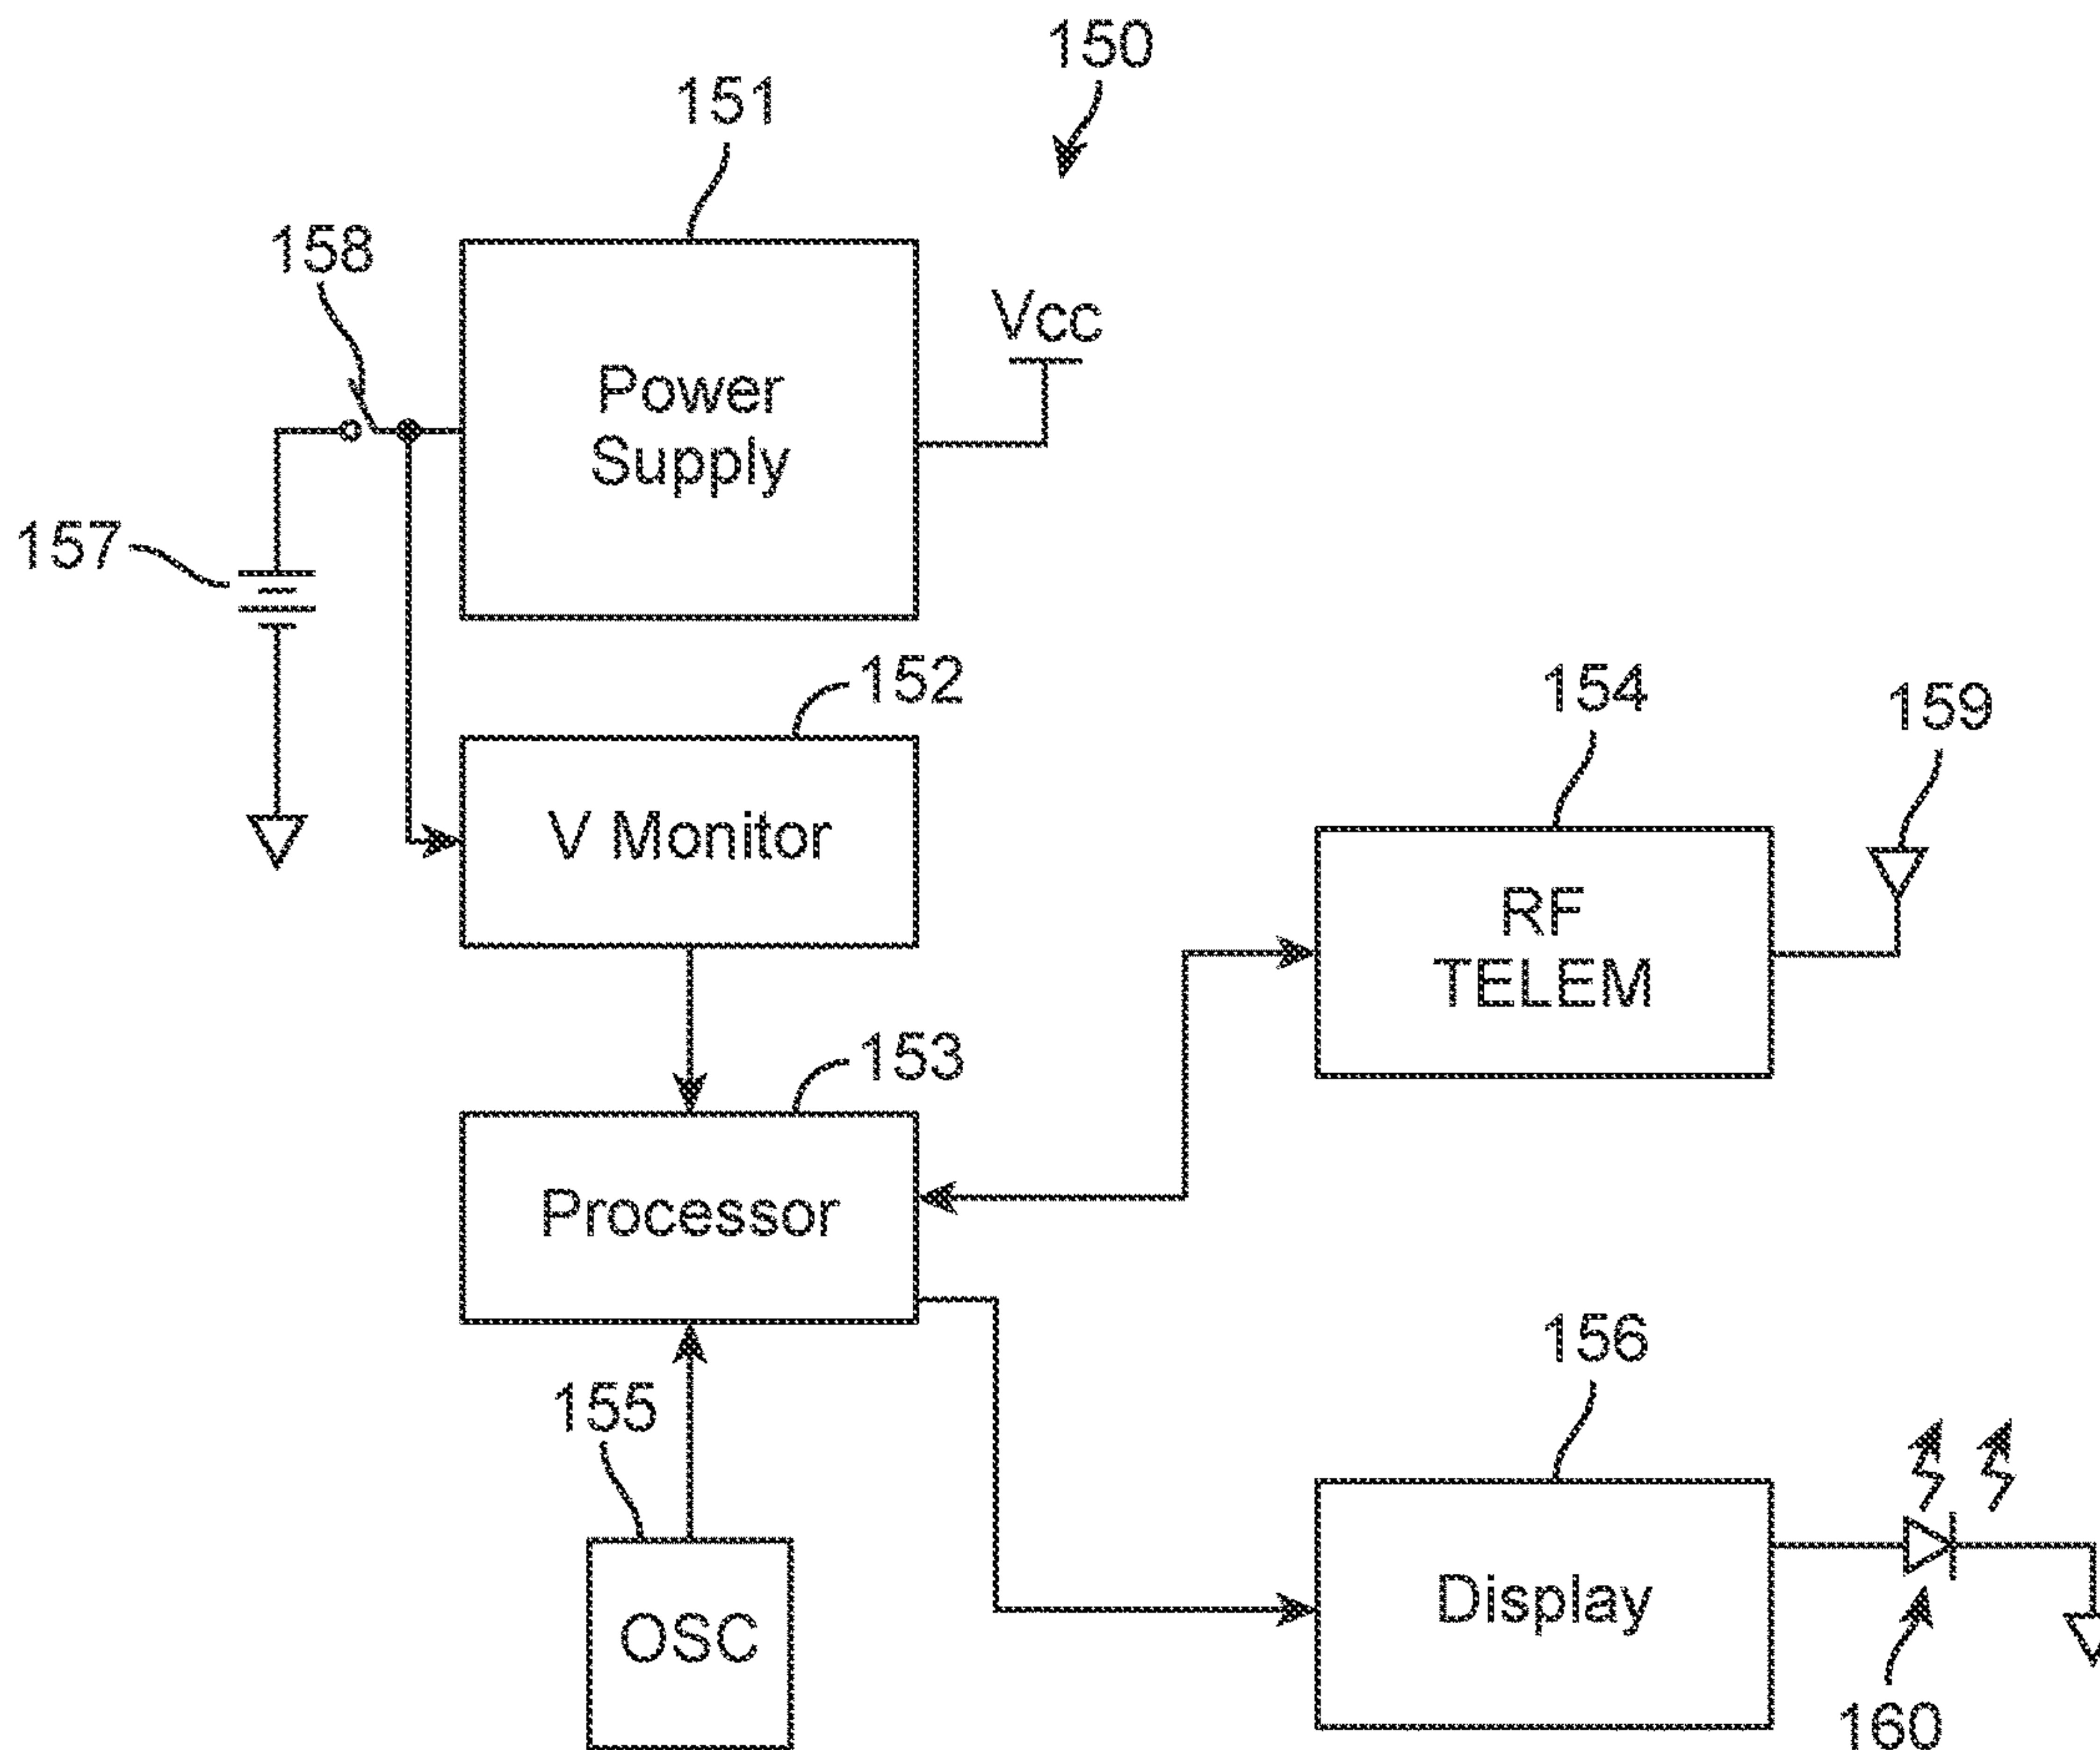 150
151
158
Vcc
Power
Supply
157
152
154
159
V Monitor
RF
TELEM
153
Processor
156
155
Display
OSC
160